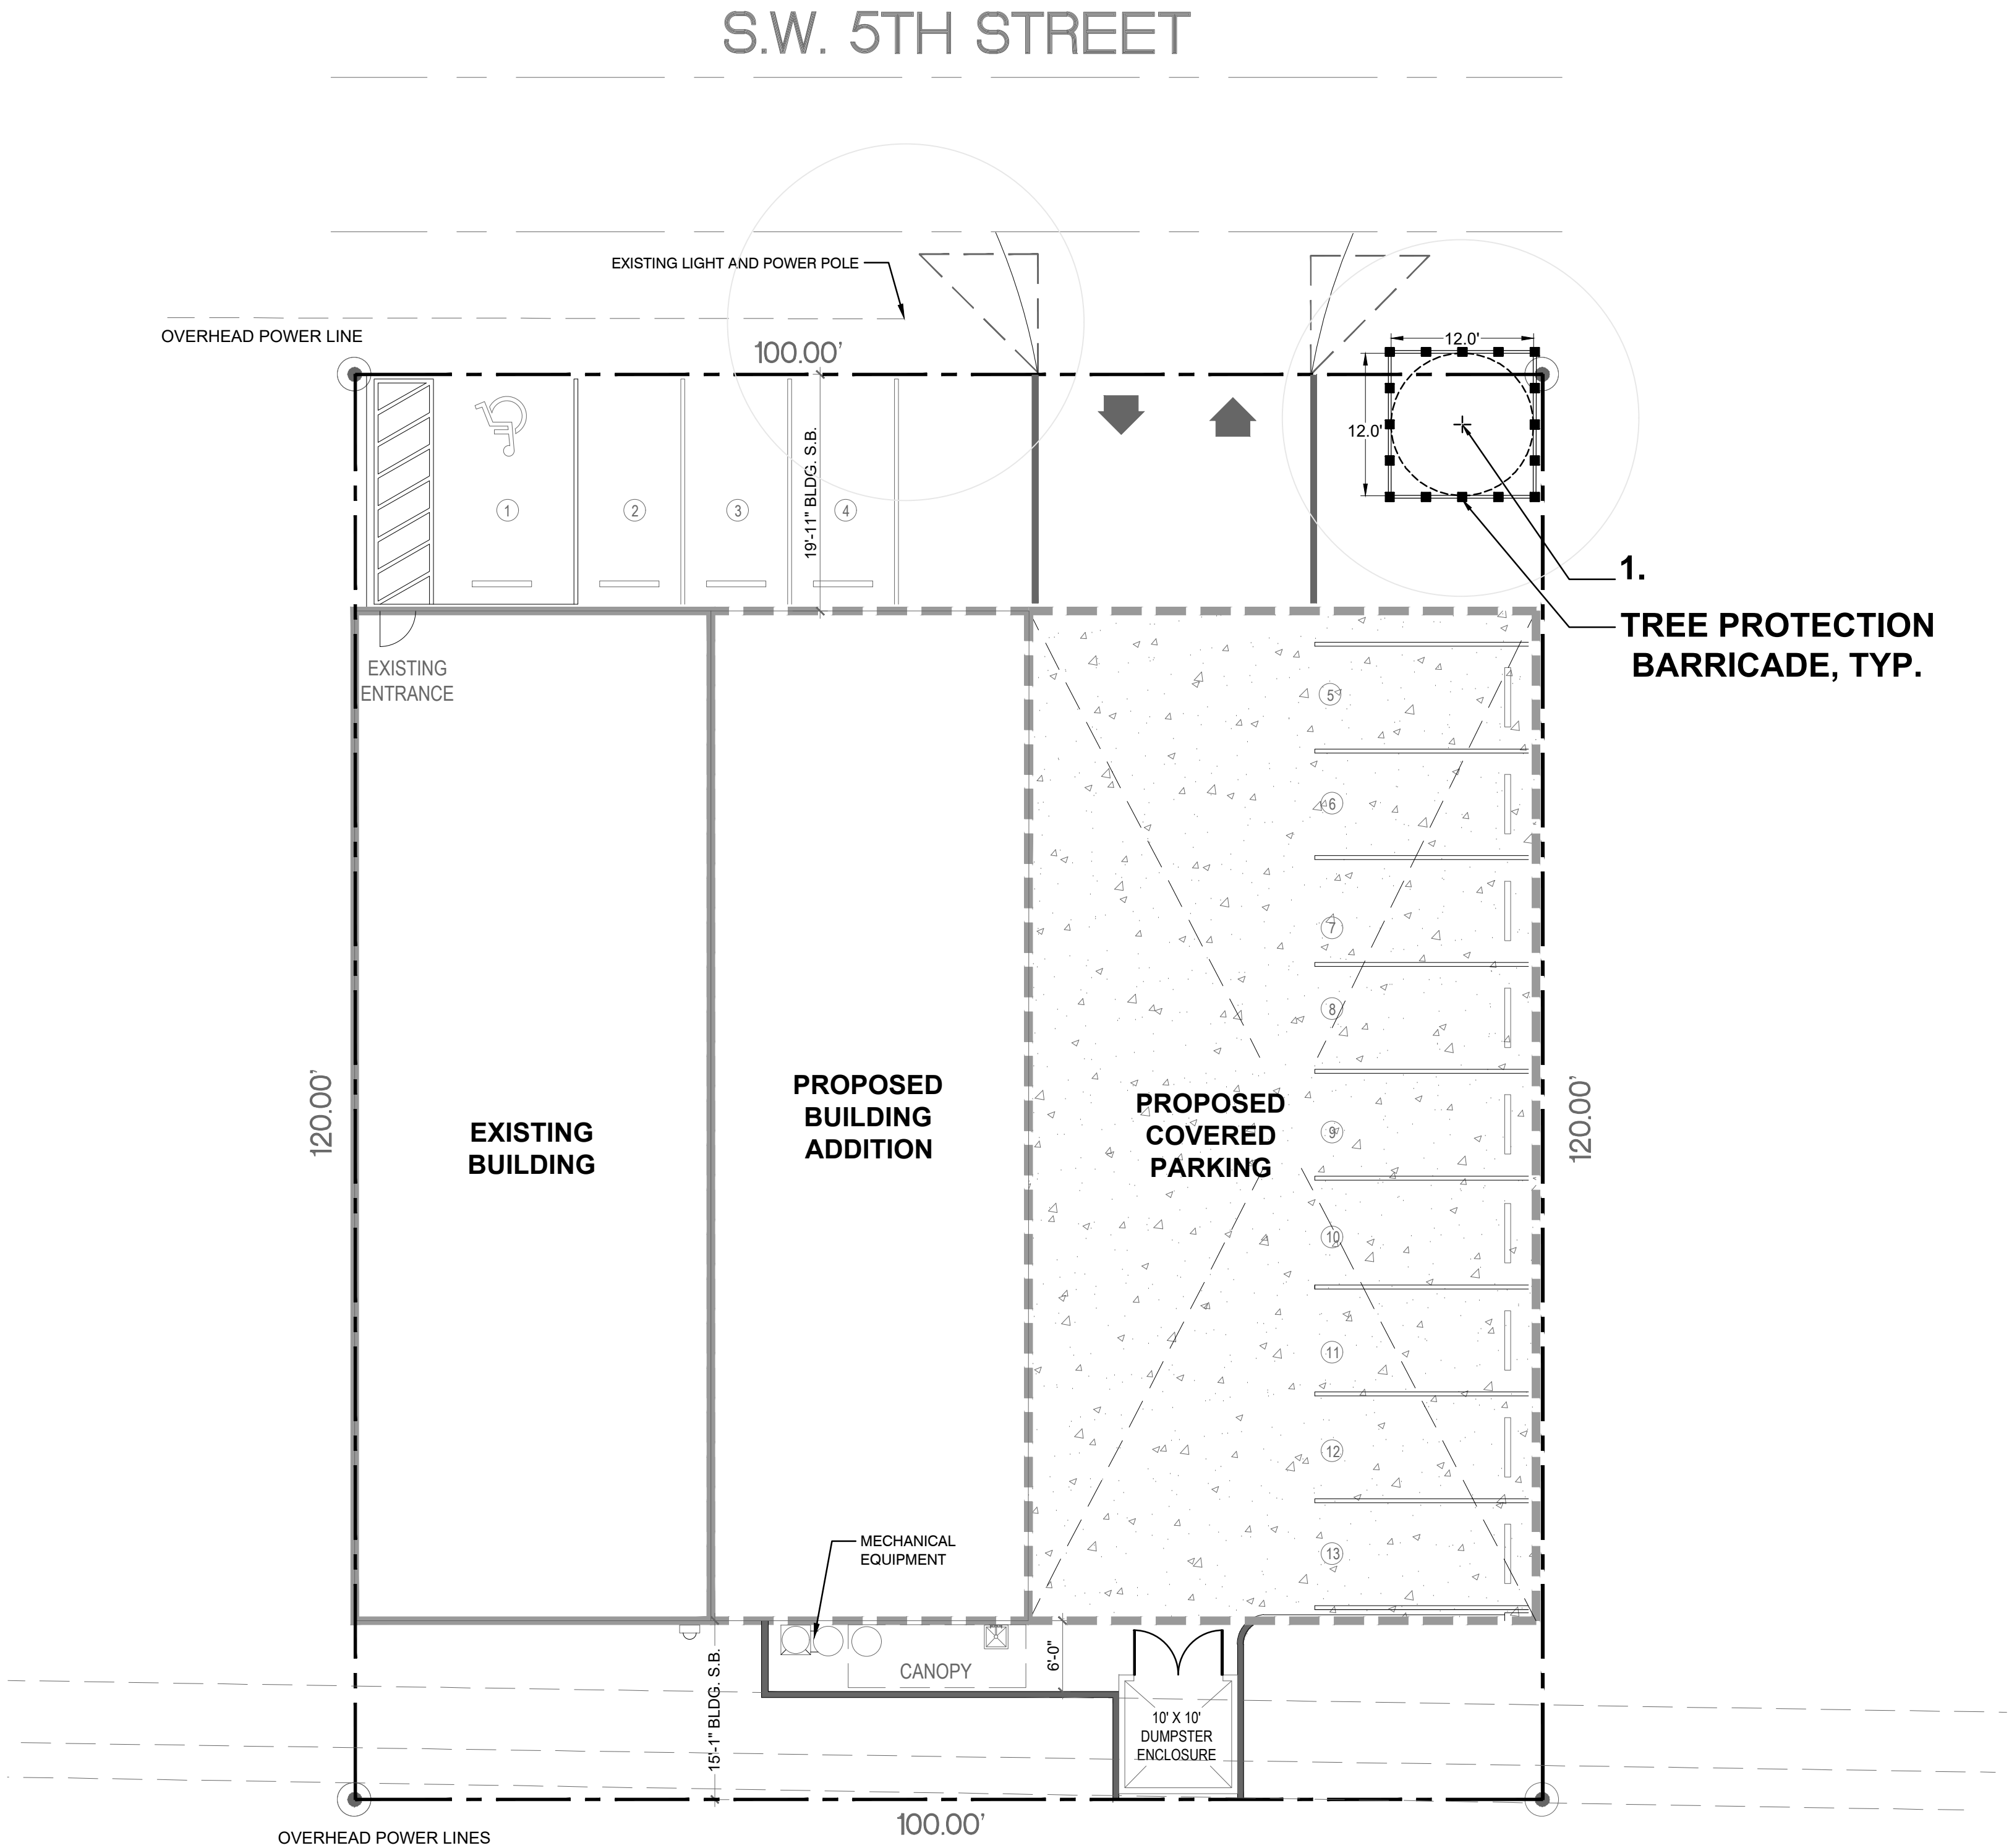 S.W. 5TH STREET
EXISTING LIGHT AND POWER POLE
OVERHEAD POWER LINE
100.00'
12.0'
12.0'
19'-11" BLDG. S.B.
1
2
3
4
1.
TREE PROTECTION
BARRICADE, TYP.
EXISTING
ENTRANCE
5
6
7
8
9
10
11
12
13
120.00'
EXISTING
BUILDING
PROPOSED
BUILDING
ADDITION
PROPOSED
COVERED
PARKING
120.00'
MECHANICAL
EQUIPMENT
CANOPY
6'-0"
15'-1" BLDG. S.B.
10' X 10'
DUMPSTER
ENCLOSURE
100.00'
OVERHEAD POWER LINES